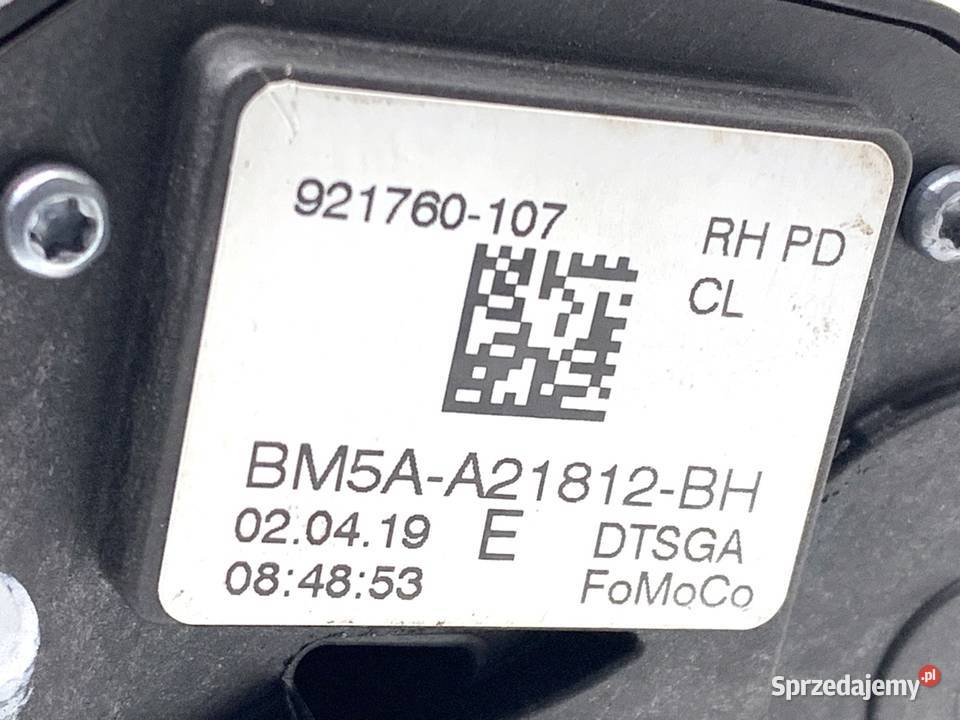 921760-107
RH PD
CL
BM5A-A21812-BH
02.04.19 E DTSGA
08:48:53 FoMoCo
Sprzedajemy.pl